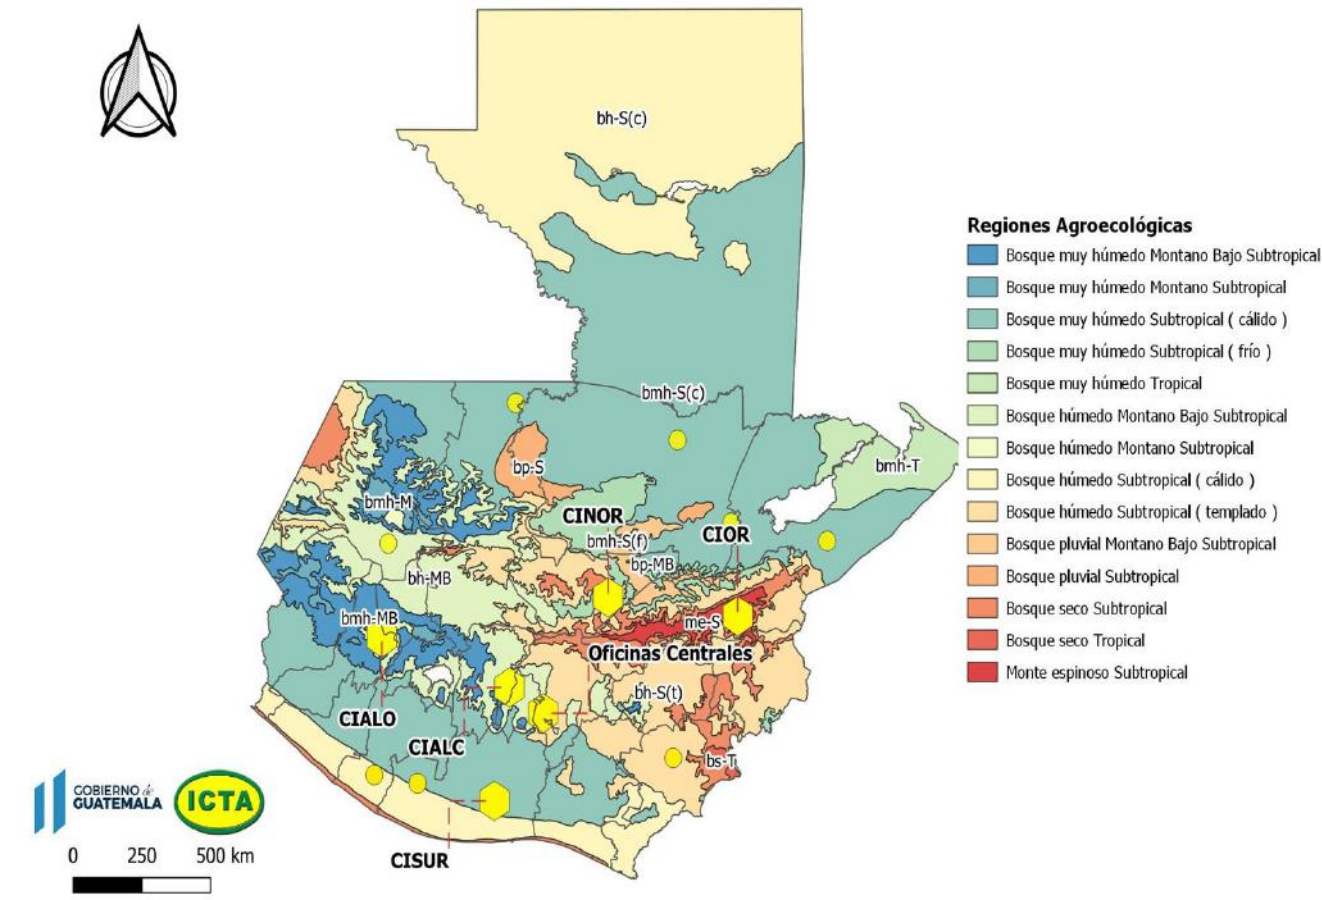 bh-S(c)
Regiones Agroecológicas
Bosque muy húmedo Montano Bajo Subtropical
Bosque muy húmedo Montano Subtropical
Bosque muy húmedo Subtropical ( cálido )
Bosque muy húmedo Subtropical ( frío )
Bosque muy húmedo Tropical
Bosque húmedo Montano Bajo Subtropical
Bosque húmedo Montano Subtropical
Bosque húmedo Subtropical ( cálido )
Bosque húmedo Subtropical ( templado )
Bosque pluvial Montano Bajo Subtropical
Bosque pluvial Subtropical
Bosque seco Subtropical
Bosque seco Tropical
Monte espinoso Subtropical
bmh-S(c)
bp-S
bmh-T
bmh-M
CINOR
CIOR
bmh-S(f)
bp-MB
bh-MB
bmh-MB
me-S
Oficinas Centrales
bh-S(t)
CIALO
CIALC
bs-T
GOBIERNO de
GUATEMALA
ICTA
0 250 500 km
CISUR